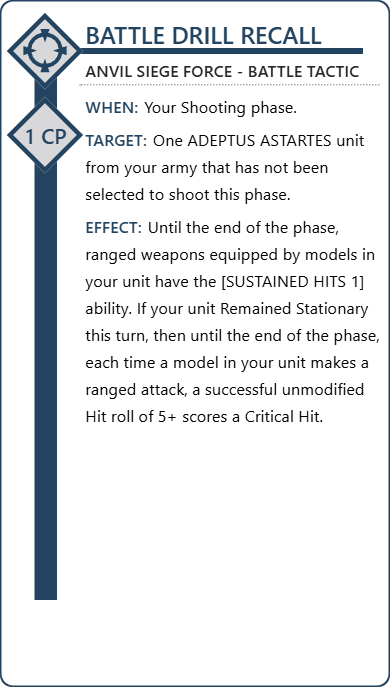 BATTLE DRILL RECALL
ANVIL SIEGE FORCE - BATTLE TACTIC
1 CP
WHEN: Your Shooting phase.
TARGET: One ADEPTUS ASTARTES unit
from your army that has not been
selected to shoot this phase.
EFFECT: Until the end of the phase,
ranged weapons equipped by models in
your unit have the [SUSTAINED HITS 1]
ability. If your unit Remained Stationary
this turn, then until the end of the phase,
each time a model in your unit makes a
ranged attack, a successful unmodified
Hit roll of 5+ scores a Critical Hit.